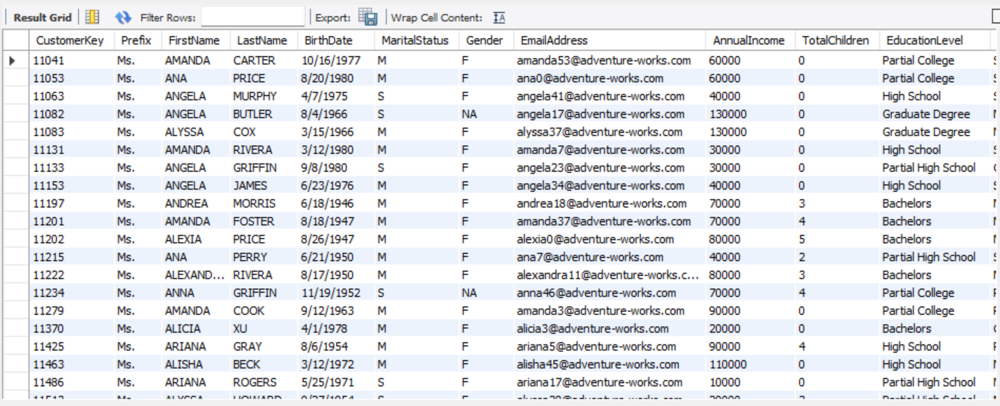 Result Grid Filter Rows: Export: Wrap Cell Content:
CustomerKey Prefix FirstName LastName BirthDate MaritalStatus Gender EmailAddress AnnualIncome TotalChildren EducationLevel
11041 Ms. AMANDA CARTER 10/16/1977 M F amanda53@adventure-works.com 60000 0 Partial College
11053 Ms. ANA PRICE 8/20/1980 M F ana0@adventure-works.com 60000 0 Partial College
11063 Ms. ANGELA MURPHY 4/7/1975 S F angela41@adventure-works.com 40000 0 High School
11082 Ms. ANGELA BUTLER 8/4/1966 S NA angela17@adventure-works.com 130000 0 Graduate Degree
11083 Ms. ALYSSA COX 3/15/1966 M F alyssa37@adventure-works.com 130000 0 Graduate Degree
11131 Ms. AMANDA RIVERA 3/12/1980 M F amanda7@adventure-works.com 30000 0 High School
11133 Ms. ANGELA GRIFFIN 9/8/1980 S F angela23@adventure-works.com 30000 0 Partial High School
11153 Ms. ANGELA JAMES 6/23/1976 M F angela34@adventure-works.com 40000 0 High School
11197 Ms. ANDREA MORRIS 6/18/1946 M F andrea18@adventure-works.com 70000 3 Bachelors
11201 Ms. AMANDA FOSTER 8/18/1947 M F amanda37@adventure-works.com 70000 4 Bachelors
11202 Ms. ALEXIA PRICE 8/26/1947 M F alexia0@adventure-works.com 80000 5 Bachelors
11215 Ms. ANA PERRY 6/21/1950 M F ana7@adventure-works.com 40000 2 Partial High School
11222 Ms. ALEXAND... RIVERA 8/17/1950 M F alexandra11@adventure-works.c... 80000 3 Bachelors
11234 Ms. ANNA GRIFFIN 11/19/1952 S NA anna46@adventure-works.com 70000 4 Partial College
11279 Ms. AMANDA COOK 9/12/1963 M F amanda3@adventure-works.com 90000 0 Partial College
11370 Ms. ALICIA XU 4/1/1978 M F alicia3@adventure-works.com 20000 0 Bachelors
11425 Ms. ARIANA GRAY 8/6/1954 M F ariana5@adventure-works.com 90000 4 High School
11463 Ms. ALISHA BECK 3/12/1972 M F alisha45@adventure-works.com 110000 0 High School
11486 Ms. ARIANA ROGERS 5/25/1971 S F ariana17@adventure-works.com 10000 0 Partial High School